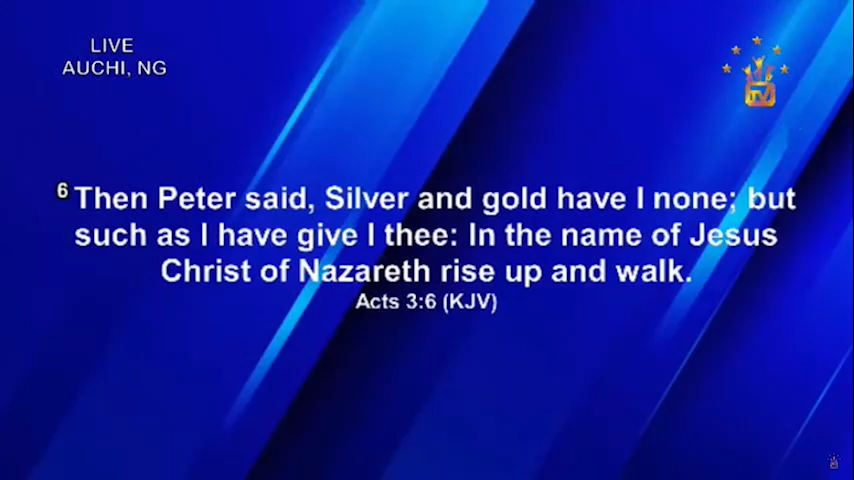 LIVE
AUCHI, NG
TV
6 Then Peter said, Silver and gold have I none; but
such as I have give I thee: In the name of Jesus
Christ of Nazareth rise up and walk.
Acts 3:6 (KJV)